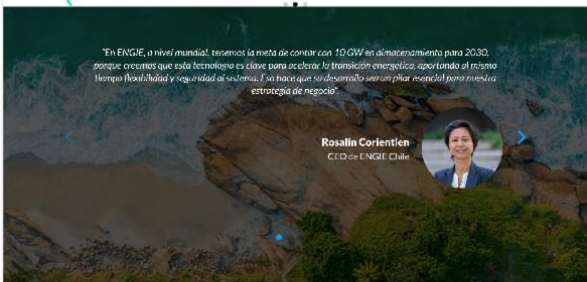 "En ENGIE, a nivel mundial, tenemos la meta de contar con 10 GW en almacenamiento para 2030,
porque creemos que esta tecnología es clave para acelerar la transición energética, aportando al mismo
tiempo flexibilidad y seguridad al sistema. Eso hace que su desarrollo sea un pilar esencial para nuestra
estrategia de negocio".
Rosalin Corientien
CEO de ENGIE Chile